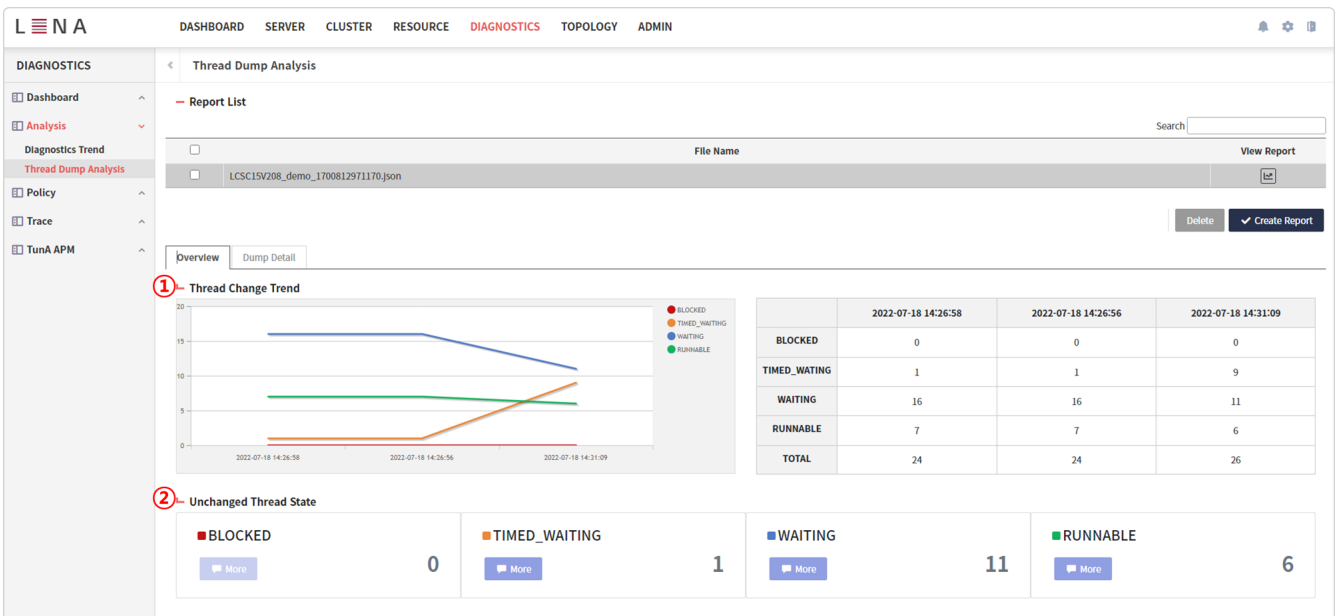 LENA
DASHBOARD SERVER CLUSTER RESOURCE DIAGNOSTICS TOPOLOGY ADMIN
DIAGNOSTICS
Dashboard
Analysis
Diagnostics Trend
Thread Dump Analysis
Policy
Trace
TunA APM
Thread Dump Analysis
Report List
Search
File Name View Report
LCSC15V208_demo_1700812971170.json
Delete Create Report
Overview Dump Detail
① Thread Change Trend
20
15
10
5
0
2022-07-18 14:26:58 2022-07-18 14:26:56 2022-07-18 14:31:09
BLOCKED
TIMED_WAITING
WAITING
RUNNABLE
2022-07-18 14:26:58 2022-07-18 14:26:56 2022-07-18 14:31:09
BLOCKED 0 0 0
TIMED_WATING 1 1 9
WAITING 16 16 11
RUNNABLE 7 7 6
TOTAL 24 24 26
② Unchanged Thread State
BLOCKED
More 0
TIMED_WAITING
More 1
WAITING
More 11
RUNNABLE
More 6